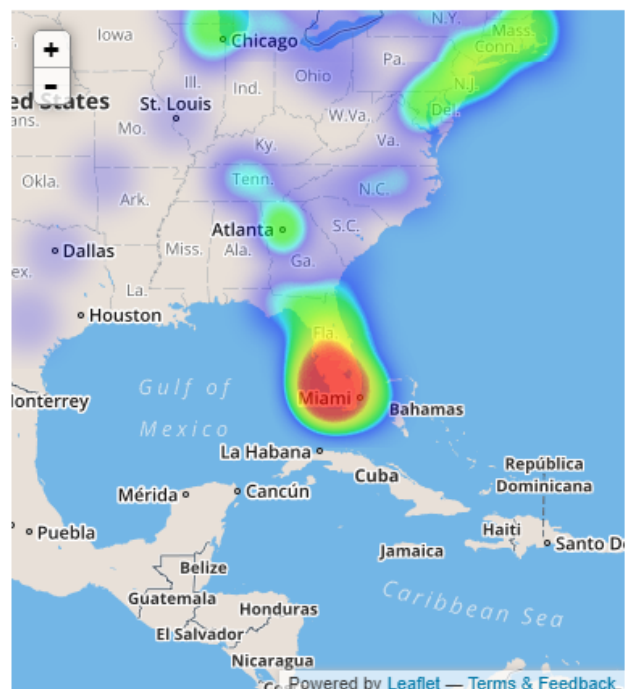 Iowa
N.Y.
Mass.
Chicago
Conn.
+
-
Ohio
Pa.
Ill.
Ind.
N.J.
ed States
St. Louis
Del.
ans.
Mo.
W.Va.
Va.
Ky.
Okla.
Tenn.
N.C.
Ark.
Atlanta
S.C.
Dallas
Miss.
Ala.
Ga.
ex.
La.
Houston
Fla.
Gulf of
Mexico
Miami
Bahamas
onterrey
La Habana
Cuba
República
Dominicana
Mérida
Cancún
Puebla
Haiti
Santo D
Jamaica
Belize
Guatemala
Honduras
Caribbean Sea
El Salvador
Nicaragua
Powered by Leaflet — Terms & Feedback